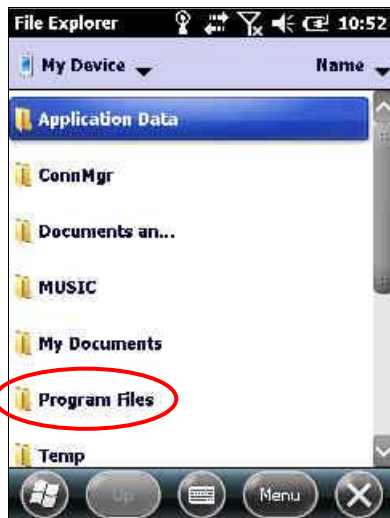 File Explorer 10:52
My Device Name
Application Data
ConnMgr
Documents an...
MUSIC
My Documents
Program Files
Temp
Up Menu